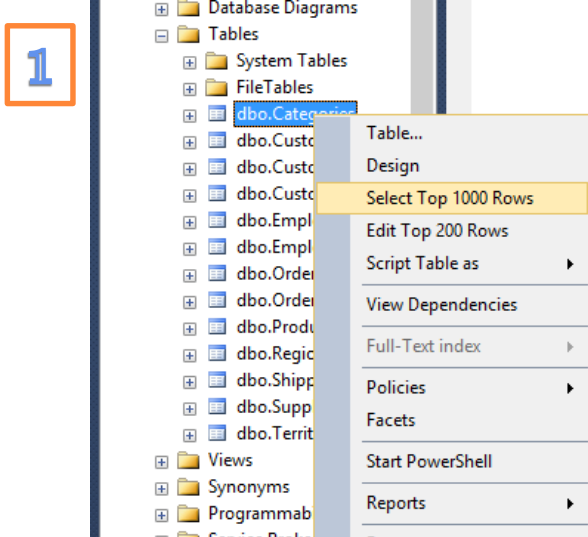 Database Diagrams
1
Tables
System Tables
FileTables
dbo.Categories
Table...
dbo.Custo
Design
dbo.Custo
Select Top 1000 Rows
dbo.Custo
Edit Top 200 Rows
dbo.Empl
dbo.Empl
Script Table as
dbo.Order
dbo.Order
View Dependencies
dbo.Produ
Full-Text index
dbo.Regio
dbo.Shipp
Policies
dbo.Supp
Facets
dbo.Territ
Views
Start PowerShell
Synonyms
Programmab
Reports